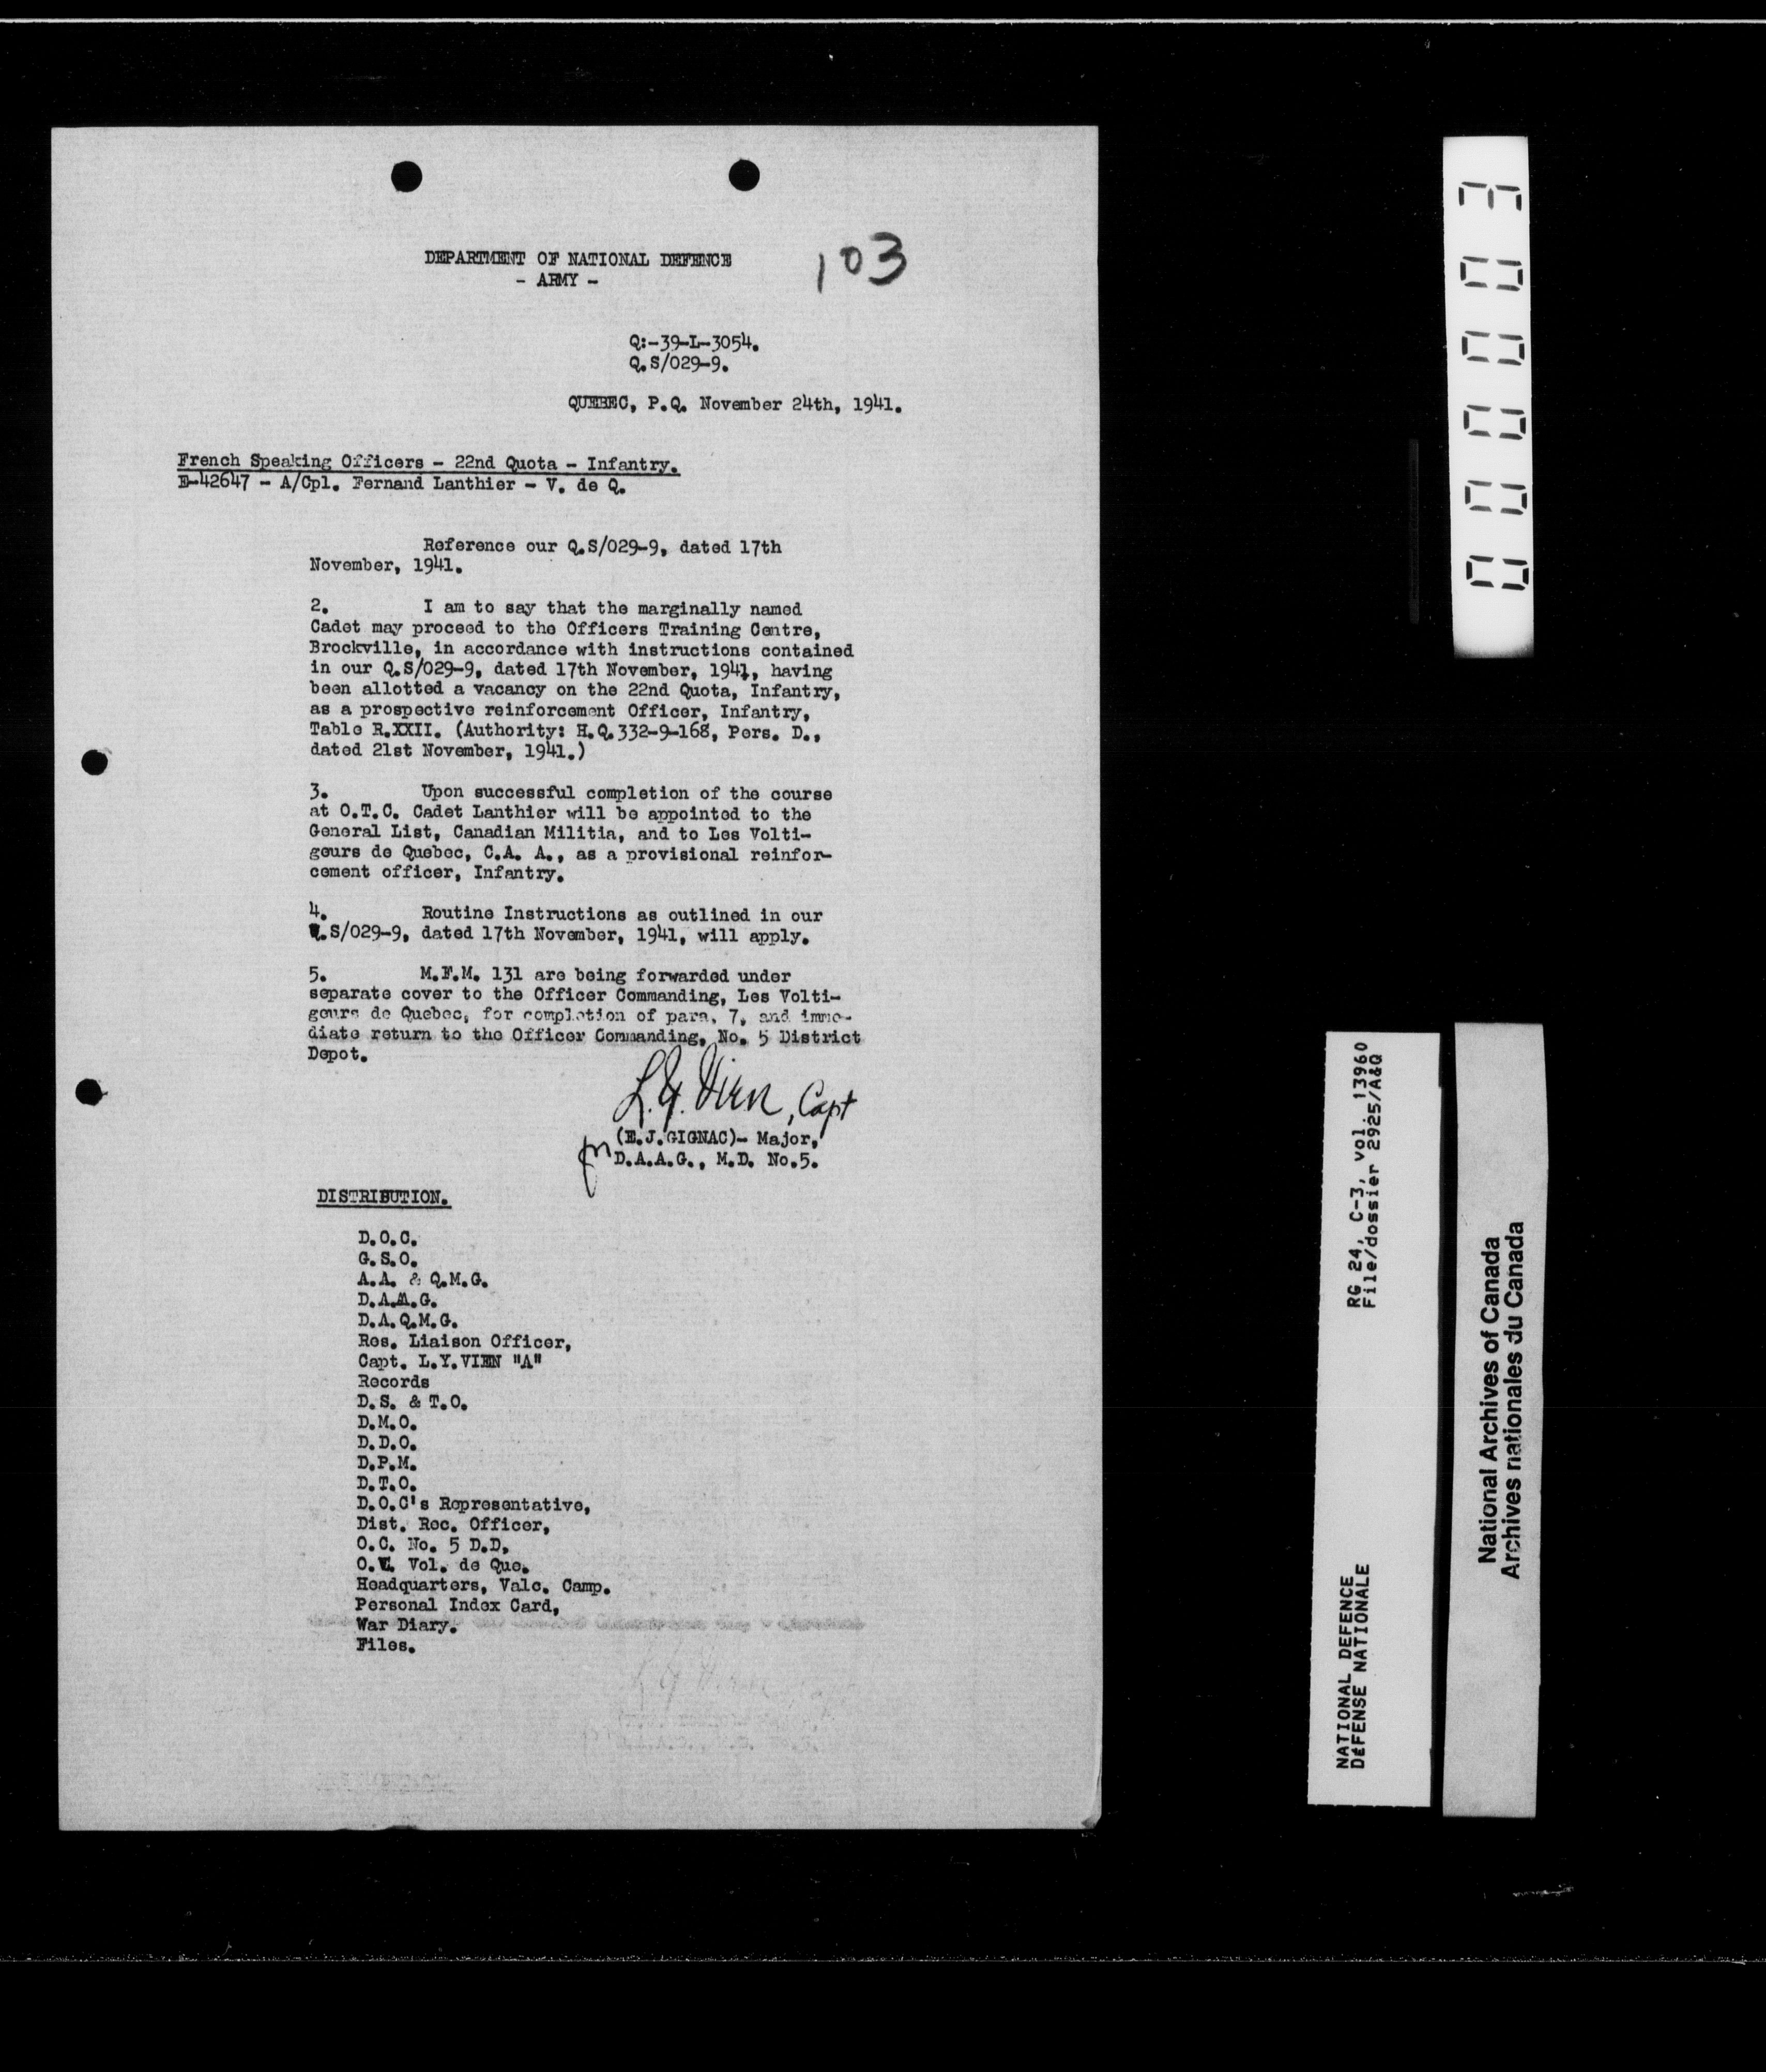 DEPARTMENT OF NATIONAL DEFENCE
- ARMY -
103
Q:-39-L-3054.
Q.S/029-9.
QUEBEC, P.Q. November 24th, 1941.
French Speaking Officers - 22nd Quota - Infantry.
E-42647 - A/Cpl. Fernand Lanthier - V. de Q.
Reference our Q.S/029-9, dated 17th
November, 1941.
2. I am to say that the marginally named
Cadet may proceed to the Officers Training Centre,
Brockville, in accordance with instructions contained
in our Q.S/029-9, dated 17th November, 1941, having
been allotted a vacancy on the 22nd Quota, Infantry,
as a prospective reinforcement Officer, Infantry,
Table R.XXII. (Authority: H.Q.332-9-168, Pers. D.,
dated 21st November, 1941.)
3. Upon successful completion of the course
at O.T.C. Cadet Lanthier will be appointed to the
General List, Canadian Militia, and to Les Volti-
geurs de Quebec, C.A. A., as a provisional reinfor-
cement officer, Infantry.
4. Routine Instructions as outlined in our
Q.S/029-9, dated 17th November, 1941, will apply.
5. M.F.M. 131 are being forwarded under
separate cover to the Officer Commanding, Les Volti-
geurs de Quebec, for completion of para. 7, and imme-
diate return to the Officer Commanding, No. 5 District
Depot.
L.Y. Vien, Capt
(E.J.GIGNAC)- Major,
for D.A.A.G., M.D. No.5.
DISTRIBUTION.
D.O.C.
G.S.O.
A.A. & Q.M.G.
D.A.A.G.
D.A.Q.M.G.
Res. Liaison Officer,
Capt. L.Y.VIEN "A"
Records
D.S. & T.O.
D.M.O.
D.D.O.
D.P.M.
D.T.O.
D.O.C's Representative,
Dist. Rec. Officer,
O.C. No. 5 D.D,
O.C. Vol. de Que.
Headquarters, Valc. Camp.
Personal Index Card,
War Diary.
Files.
000003
NATIONAL DEFENCE
DÉFENSE NATIONALE
RG 24, C-3, vol. 13960
File/dossier 2925/A&Q
National Archives of Canada
Archives nationales du Canada